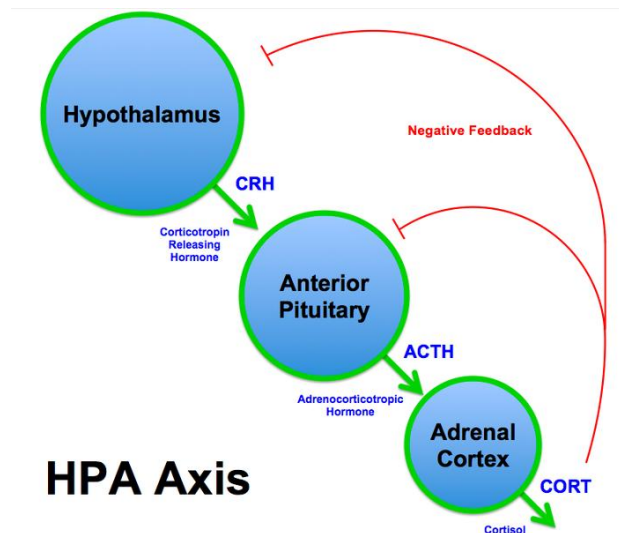 Hypothalamus
Negative Feedback
CRH
Corticotropin
Releasing
Hormone
Anterior
Pituitary
ACTH
Adrenocorticotropic
Hormone
Adrenal
Cortex
HPA Axis
CORT
Cortisol